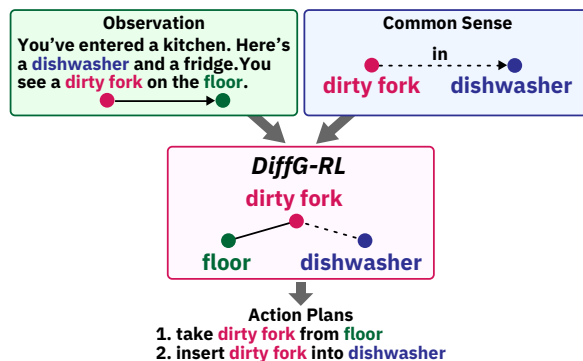 Observation
You've entered a kitchen. Here's
a dishwasher and a fridge.You
see a dirty fork on the floor.
Common Sense
in
dirty fork
dishwasher
DiffG-RL
dirty fork
floor
dishwasher
Action Plans
1. take dirty fork from floor
2. insert dirty fork into dishwasher